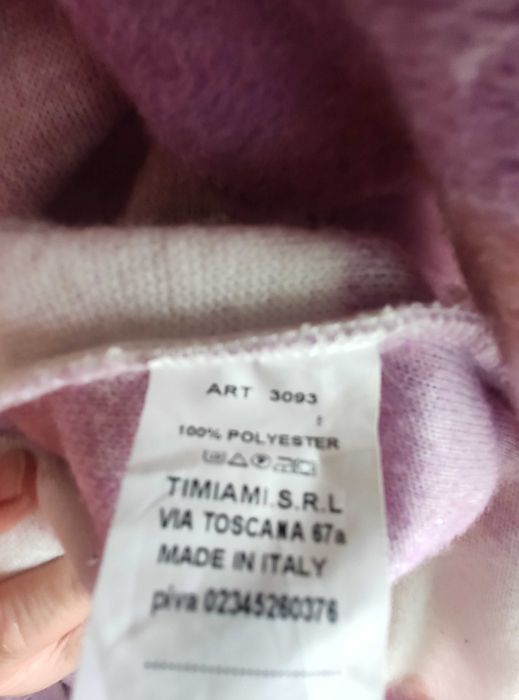 ART 3093
100% POLYESTER
TIMIAMI.S.R.L
VIA TOSCANA 67a
MADE IN ITALY
piva 02345260376